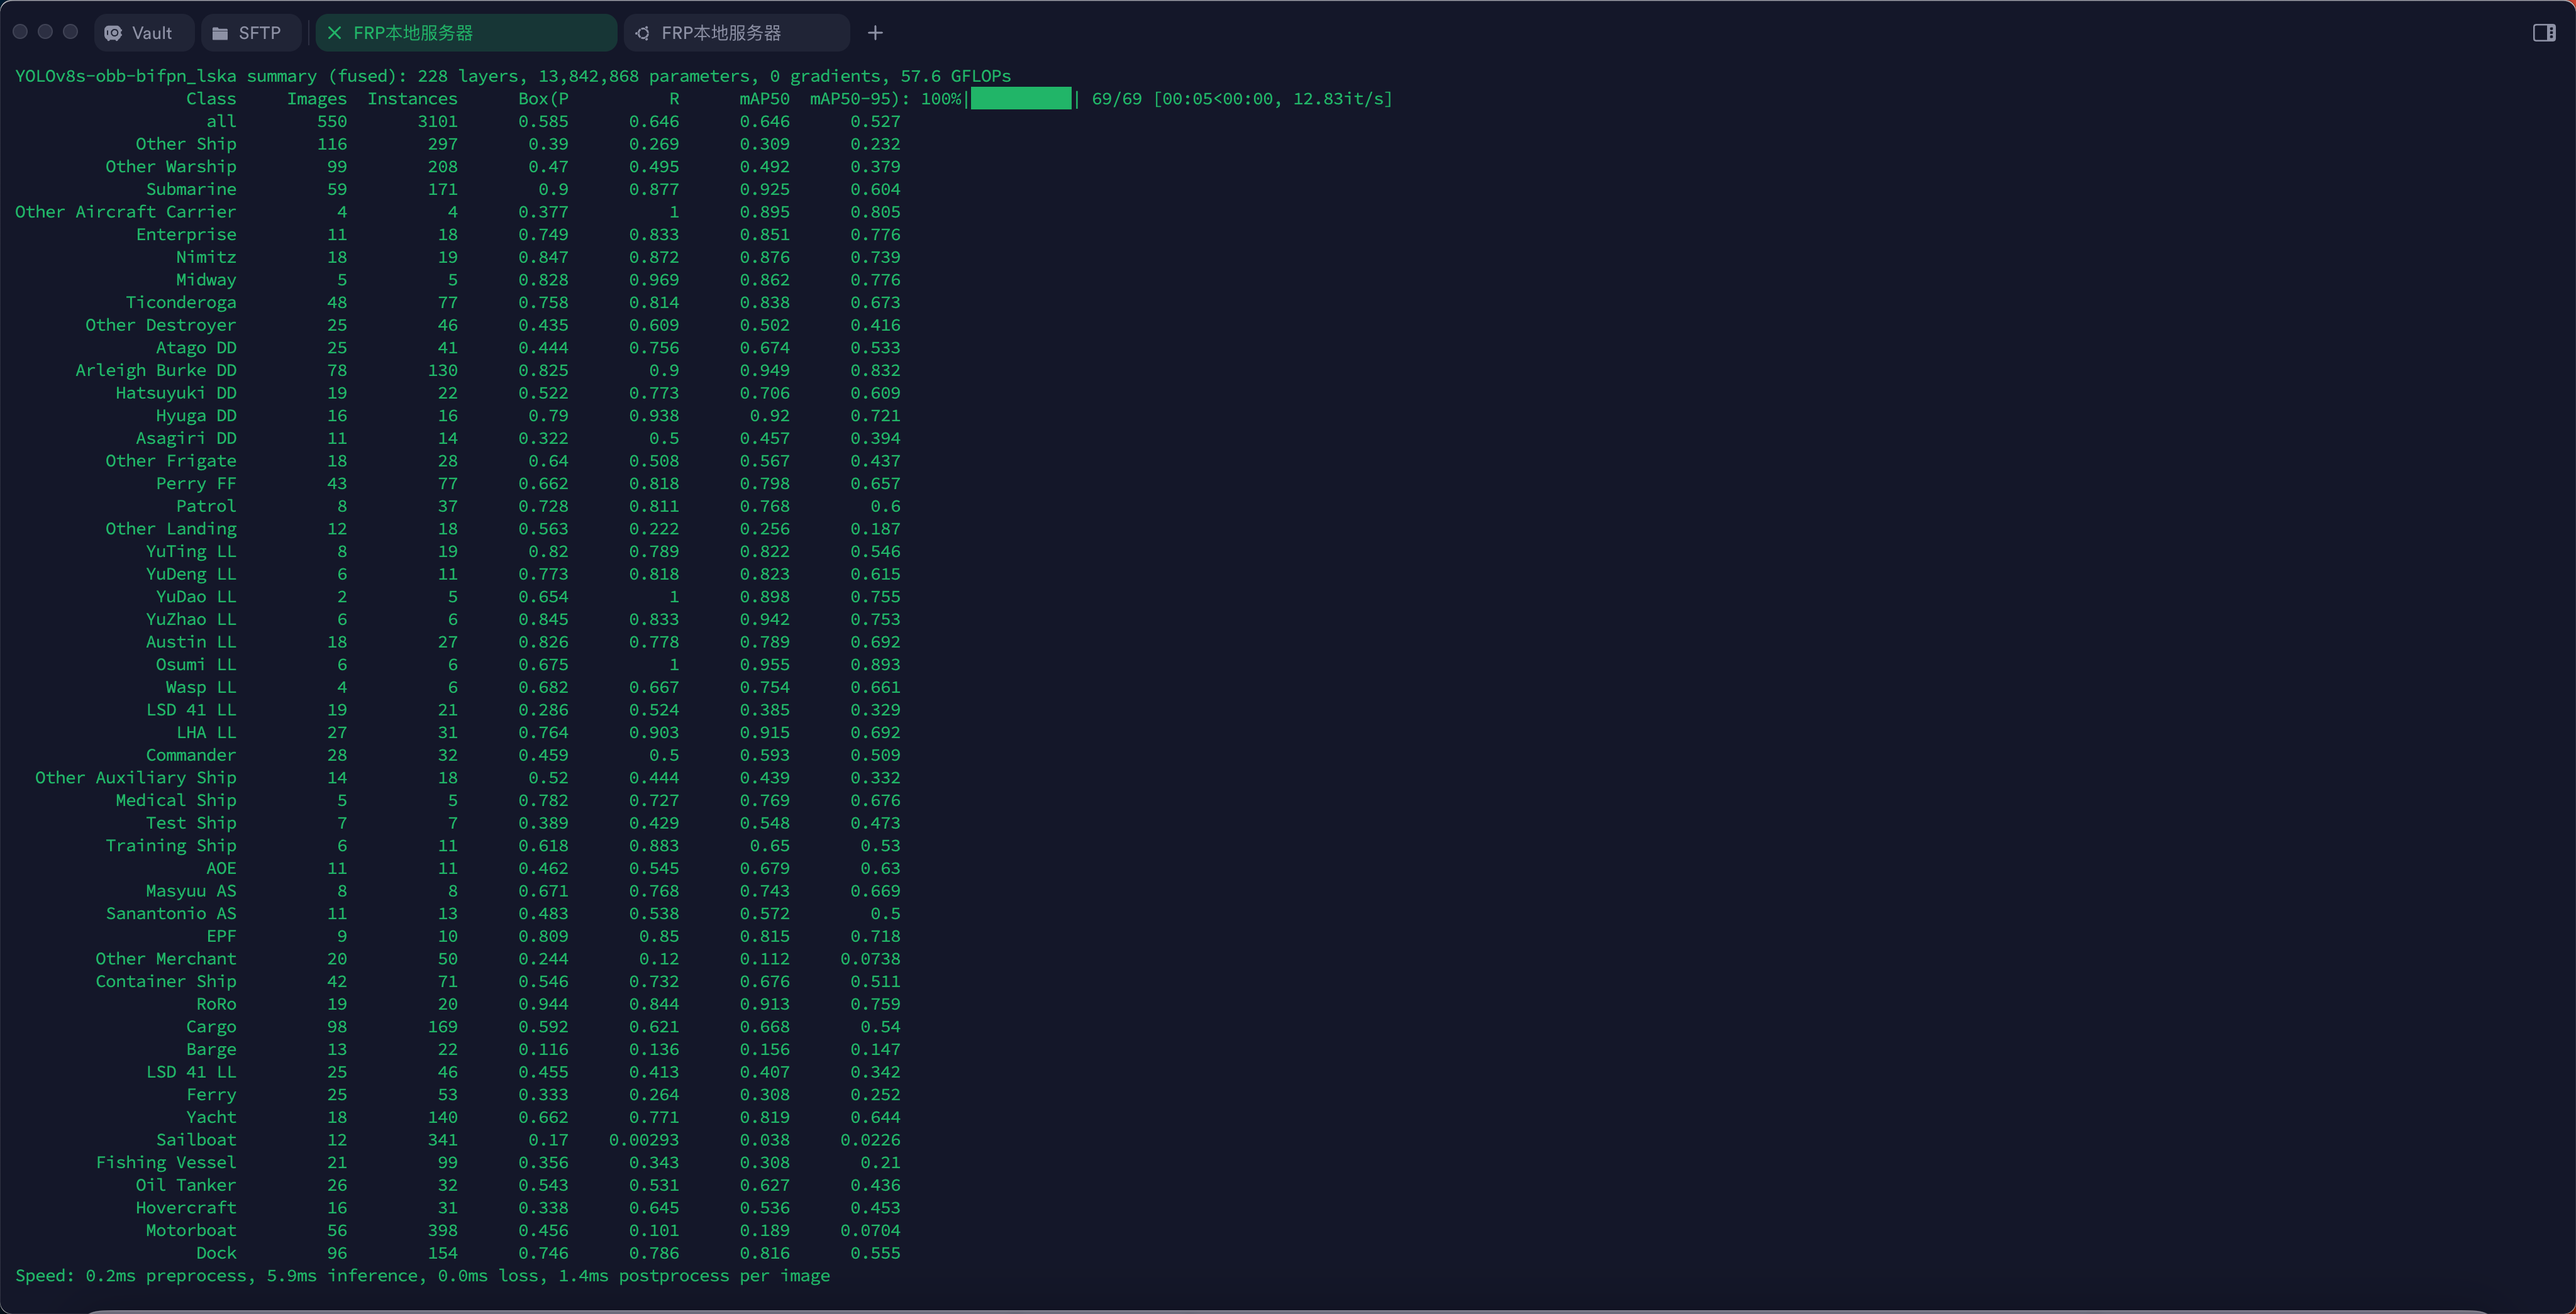 Vault SFTP FRP本地服务器 FRP本地服务器
YOLOv8s-obb-bifpn_lska summary (fused): 228 layers, 13,842,868 parameters, 0 gradients, 57.6 GFLOPs
Class Images Instances Box(P R mAP50 mAP50-95): 100%|██████████| 69/69 [00:05<00:00, 12.83it/s]
all 550 3101 0.585 0.646 0.646 0.527
Other Ship 116 297 0.39 0.269 0.309 0.232
Other Warship 99 208 0.47 0.495 0.492 0.379
Submarine 59 171 0.9 0.877 0.925 0.604
Other Aircraft Carrier 4 4 0.377 1 0.895 0.805
Enterprise 11 18 0.749 0.833 0.851 0.776
Nimitz 18 19 0.847 0.872 0.876 0.739
Midway 5 5 0.828 0.969 0.862 0.776
Ticonderoga 48 77 0.758 0.814 0.838 0.673
Other Destroyer 25 46 0.435 0.609 0.502 0.416
Atago DD 25 41 0.444 0.756 0.674 0.533
Arleigh Burke DD 78 130 0.825 0.9 0.949 0.832
Hatsuyuki DD 19 22 0.522 0.773 0.706 0.609
Hyuga DD 16 16 0.79 0.938 0.92 0.721
Asagiri DD 11 14 0.322 0.5 0.457 0.394
Other Frigate 18 28 0.64 0.508 0.567 0.437
Perry FF 43 77 0.662 0.818 0.798 0.657
Patrol 8 37 0.728 0.811 0.768 0.6
Other Landing 12 18 0.563 0.222 0.256 0.187
YuTing LL 8 19 0.82 0.789 0.822 0.546
YuDeng LL 6 11 0.773 0.818 0.823 0.615
YuDao LL 2 5 0.654 1 0.898 0.755
YuZhao LL 6 6 0.845 0.833 0.942 0.753
Austin LL 18 27 0.826 0.778 0.789 0.692
Osumi LL 6 6 0.675 1 0.955 0.893
Wasp LL 4 6 0.682 0.667 0.754 0.661
LSD 41 LL 19 21 0.286 0.524 0.385 0.329
LHA LL 27 31 0.764 0.903 0.915 0.692
Commander 28 32 0.459 0.5 0.593 0.509
Other Auxiliary Ship 14 18 0.52 0.444 0.439 0.332
Medical Ship 5 5 0.782 0.727 0.769 0.676
Test Ship 7 7 0.389 0.429 0.548 0.473
Training Ship 6 11 0.618 0.883 0.65 0.53
AOE 11 11 0.462 0.545 0.679 0.63
Masyuu AS 8 8 0.671 0.768 0.743 0.669
Sanantonio AS 11 13 0.483 0.538 0.572 0.5
EPF 9 10 0.809 0.85 0.815 0.718
Other Merchant 20 50 0.244 0.12 0.112 0.0738
Container Ship 42 71 0.546 0.732 0.676 0.511
RoRo 19 20 0.944 0.844 0.913 0.759
Cargo 98 169 0.592 0.621 0.668 0.54
Barge 13 22 0.116 0.136 0.156 0.147
LSD 41 LL 25 46 0.455 0.413 0.407 0.342
Ferry 25 53 0.333 0.264 0.308 0.252
Yacht 18 140 0.662 0.771 0.819 0.644
Sailboat 12 341 0.17 0.00293 0.038 0.0226
Fishing Vessel 21 99 0.356 0.343 0.308 0.21
Oil Tanker 26 32 0.543 0.531 0.627 0.436
Hovercraft 16 31 0.338 0.645 0.536 0.453
Motorboat 56 398 0.456 0.101 0.189 0.0704
Dock 96 154 0.746 0.786 0.816 0.555
Speed: 0.2ms preprocess, 5.9ms inference, 0.0ms loss, 1.4ms postprocess per image